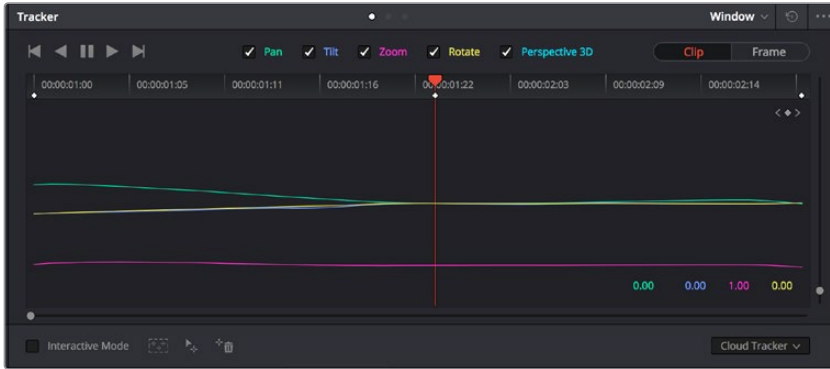 Tracker Window
Pan Tilt Zoom Rotate Perspective 3D Clip Frame
00:00:01:00 00:00:01:05 00:00:01:11 00:00:01:16 00:00:01:22 00:00:02:03 00:00:02:09 00:00:02:14
0.00 0.00 1.00 0.00
Interactive Mode Cloud Tracker